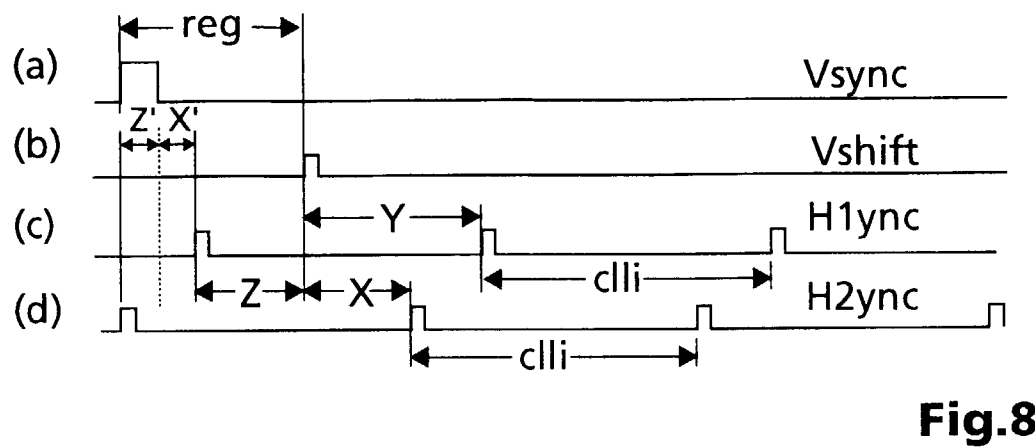 reg
(a) Vsync
Z' X'
(b) Vshift
(c) Y H1ync
clli
Z X
(d) H2ync
clli
Fig.8